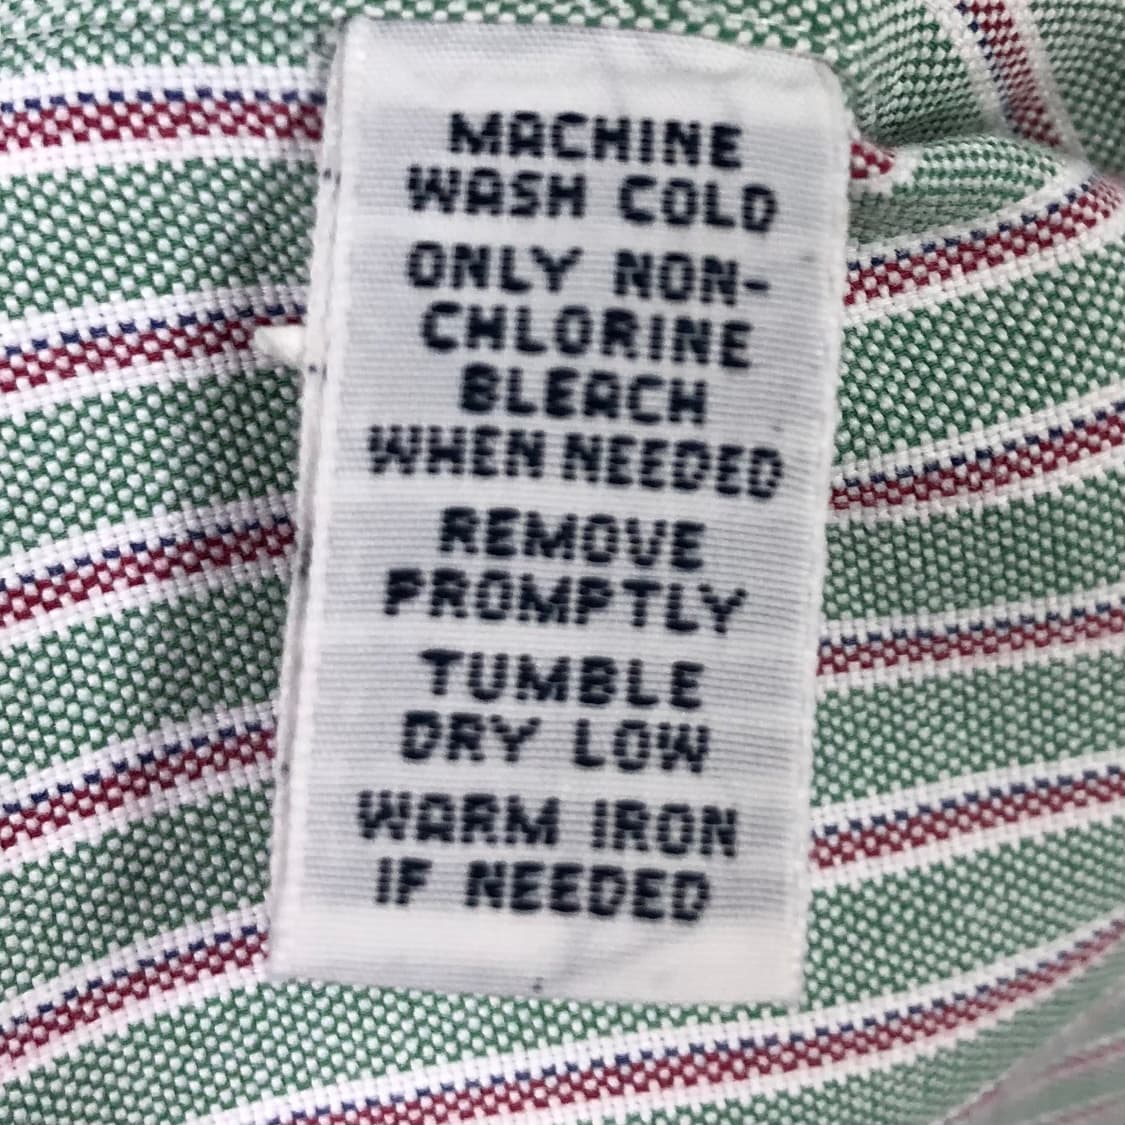 MACHINE
WASH COLD
ONLY NON-
CHLORINE
BLEACH
WHEN NEEDED
REMOVE
PROMPTLY
TUMBLE
DRY LOW
WARM IRON
IF NEEDED